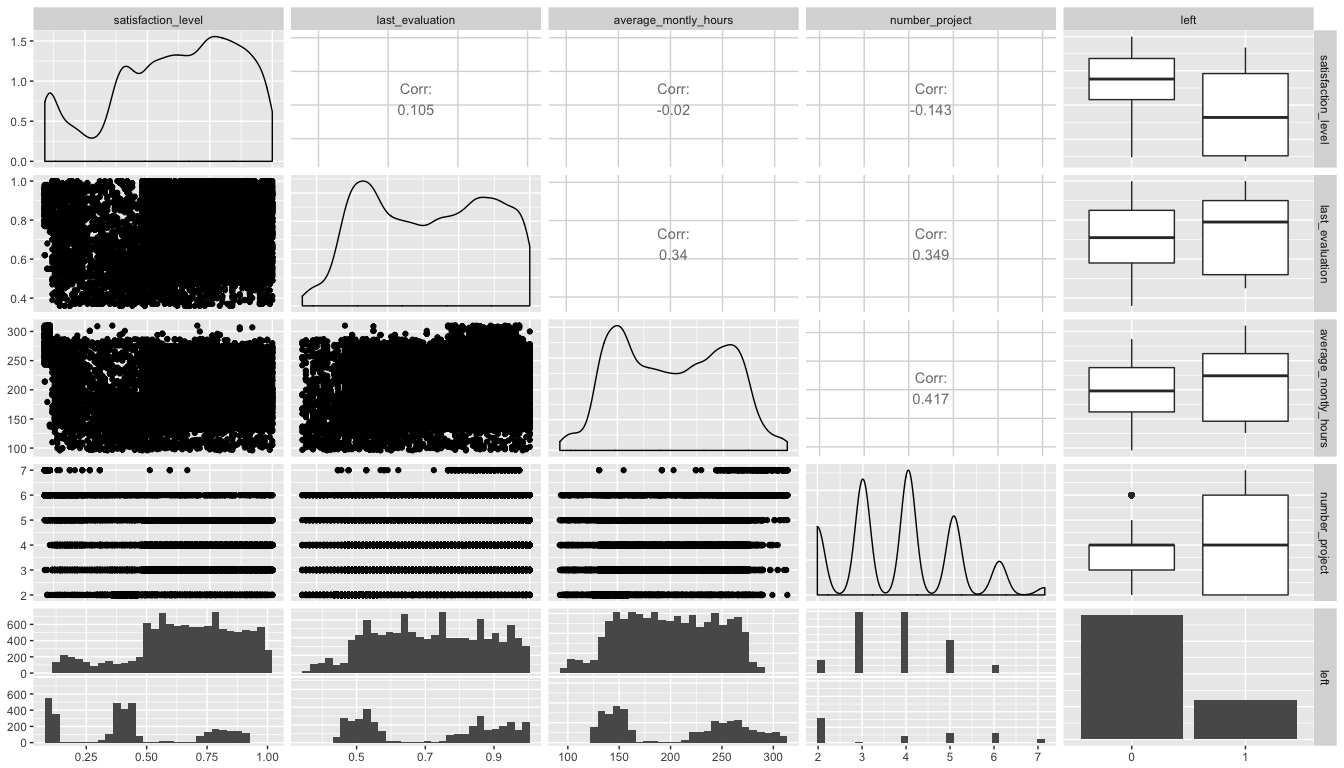 satisfaction_level last_evaluation average_montly_hours number_project left
1.5
1.0
0.5
0.0
Corr:
0.105
Corr:
-0.02
Corr:
-0.143
satisfaction_level
1.0
0.8
0.6
0.4
Corr:
0.34
Corr:
0.349
last_evaluation
300
250
200
150
100
Corr:
0.417
average_montly_hours
7
6
5
4
3
2
number_project
600
400
200
0
600
400
200
0
left
0.25 0.50 0.75 1.00 0.5 0.7 0.9 100 150 200 250 300 2 3 4 5 6 7 0 1